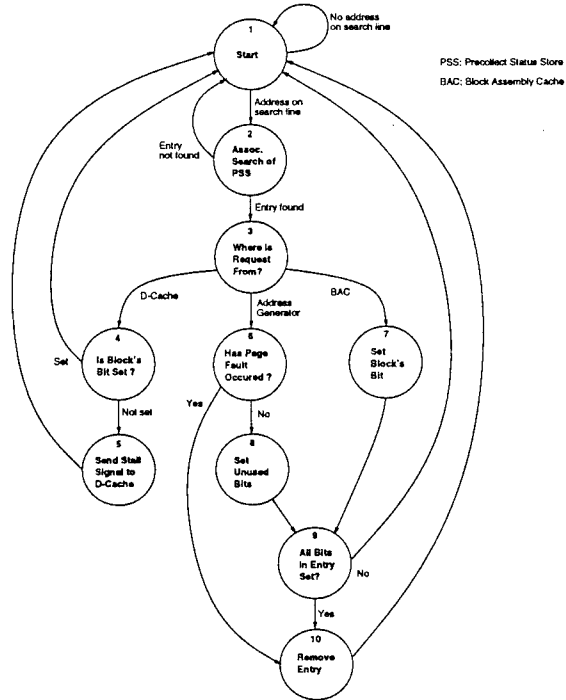 No address
on search line
1
Start
PSS: Precollect Status Store
BAC: Block Assembly Cache
Address on
search line
2
Assoc.
Search of
PSS
Entry
not found
Entry found
3
Where is
Request
From?
D-Cache
Address
Generator
BAC
4
Is Block's
Bit Set ?
6
Has Page
Fault
Occured ?
7
Set
Block's
Bit
Set
Not set
Yes
No
5
Send Stall
Signal to
D-Cache
8
Set
Unused
Bits
9
All Bits
in Entry
Set?
No
Yes
10
Remove
Entry